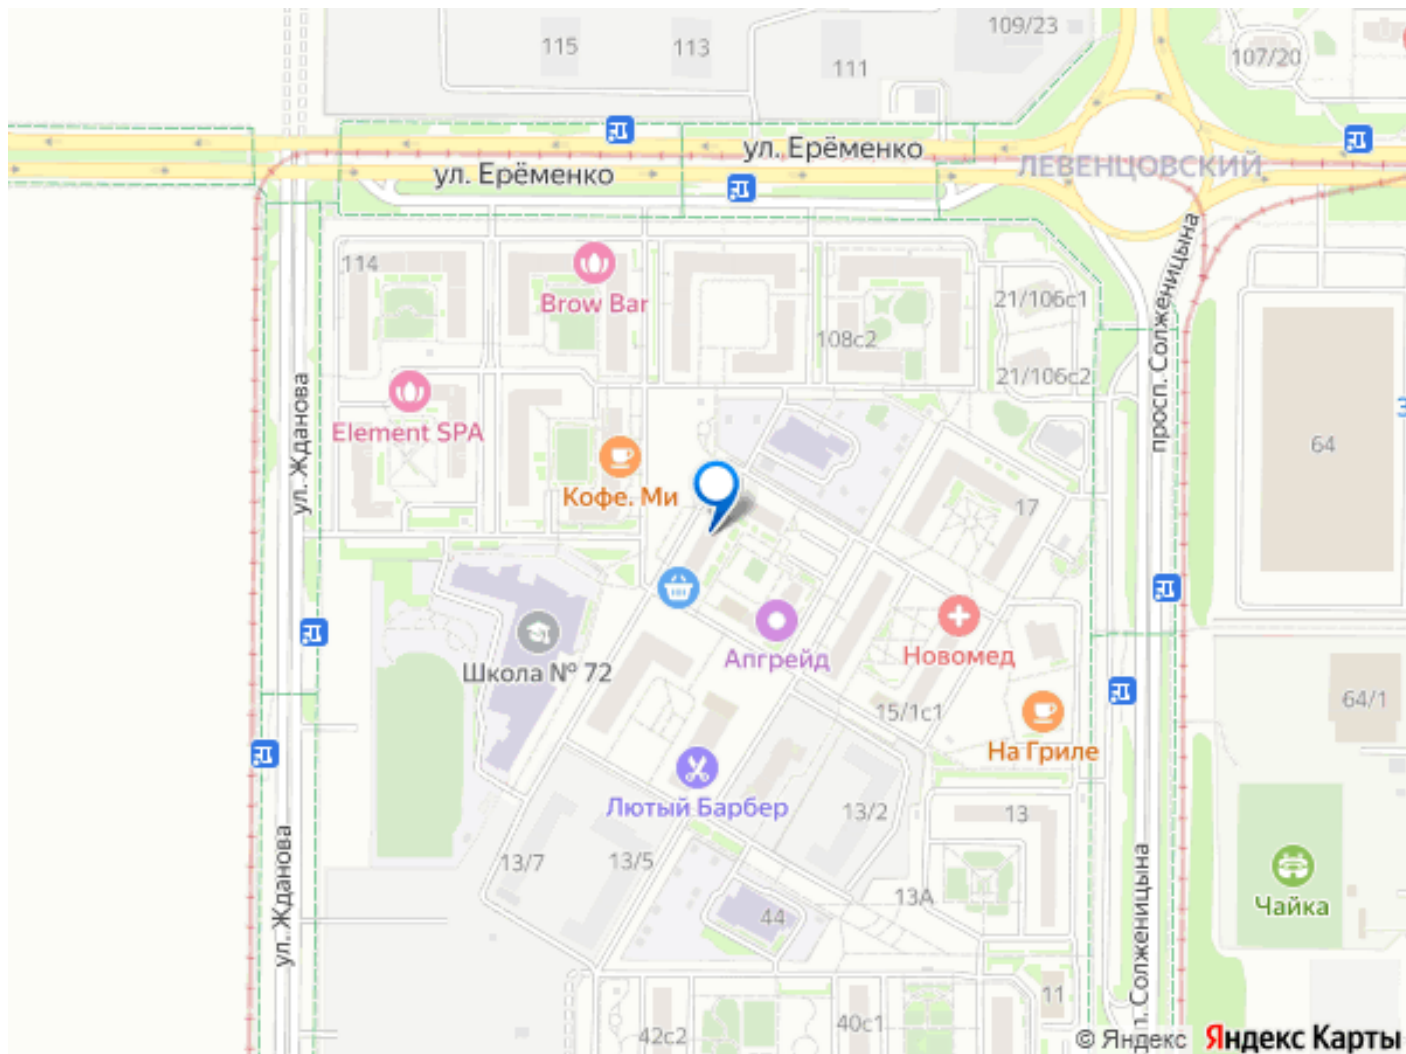 109/23
115
113
111
107/20
ул. Ерёменко
ул. Ерёменко
ЛЕВЕНЦОВСКИЙ
114
Brow Bar
108с2
21/106с1
21/106с2
просп. Солженицына
ул. Жданова
Element SPA
Кофе. Ми
64
17
Школа № 72
Апгрейд
Новомед
15/1с1
64/1
На Гриле
Лютый Барбер
13/2
13
13/7
13/5
13А
44
Чайка
ул. Жданова
п. Солженицына
11
42с2
40с1
© Яндекс Яндекс Карты